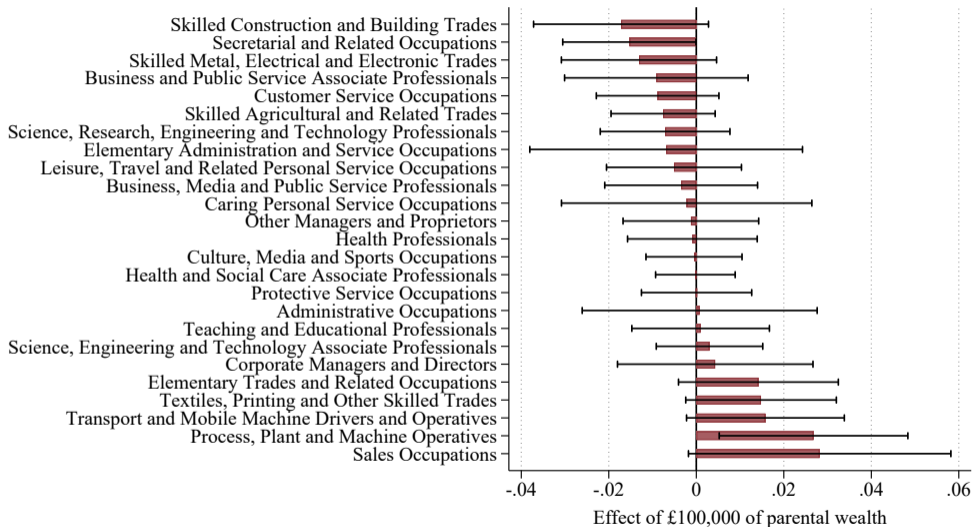 Skilled Construction and Building Trades
Secretarial and Related Occupations
Skilled Metal, Electrical and Electronic Trades
Business and Public Service Associate Professionals
Customer Service Occupations
Skilled Agricultural and Related Trades
Science, Research, Engineering and Technology Professionals
Elementary Administration and Service Occupations
Leisure, Travel and Related Personal Service Occupations
Business, Media and Public Service Professionals
Caring Personal Service Occupations
Other Managers and Proprietors
Health Professionals
Culture, Media and Sports Occupations
Health and Social Care Associate Professionals
Protective Service Occupations
Administrative Occupations
Teaching and Educational Professionals
Science, Engineering and Technology Associate Professionals
Corporate Managers and Directors
Elementary Trades and Related Occupations
Textiles, Printing and Other Skilled Trades
Transport and Mobile Machine Drivers and Operatives
Process, Plant and Machine Operatives
Sales Occupations
-.04 -.02 0 .02 .04 .06
Effect of £100,000 of parental wealth